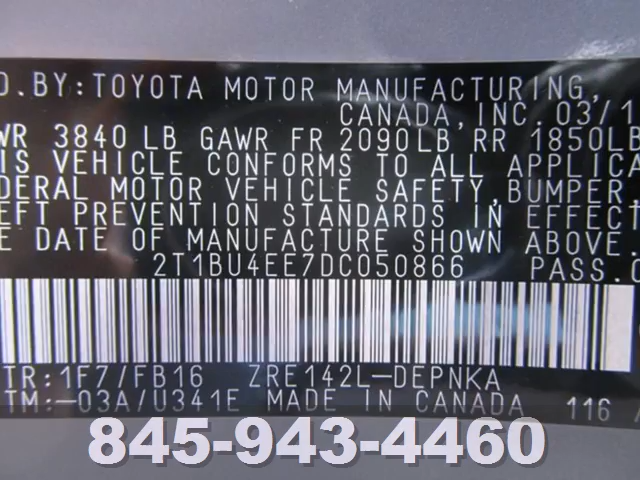 D.BY:TOYOTA MOTOR MANUFACTURING,
CANADA,INC. 03/1
WR 3840 LB GAWR FR 2090LB RR 1850LB
IS VEHICLE CONFORMS TO ALL APPLICA
DERAL MOTOR VEHICLE SAFETY,BUMPER
EFT PREVENTION STANDARDS IN EFFECT
E DATE OF MANUFACTURE SHOWN ABOVE.
2T1BU4EE7DC050866 PASS.C
TR:1F7/FB16 ZRE142L-DEPNKA
TM:-03A/U341E MADE IN CANADA 116
845-943-4460